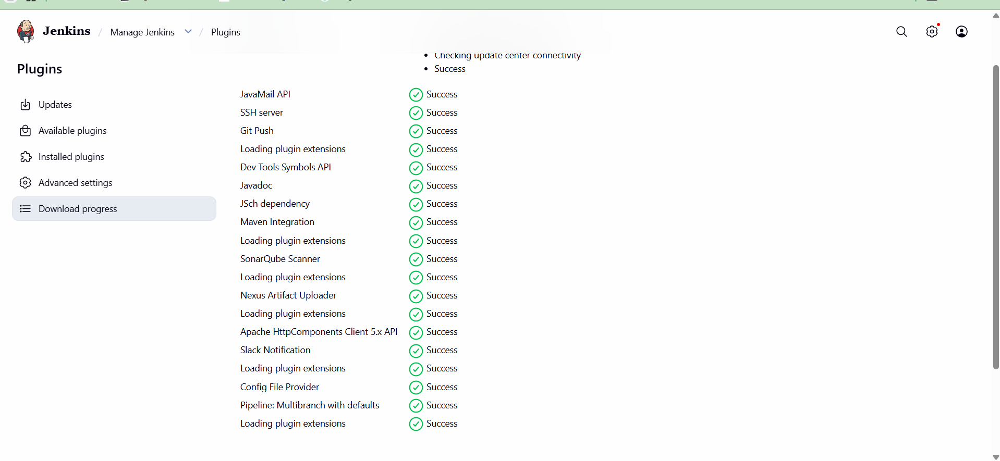 Jenkins / Manage Jenkins / Plugins
Checking update center connectivity
Success
Plugins
Updates
Available plugins
Installed plugins
Advanced settings
Download progress
JavaMail API Success
SSH server Success
Git Push Success
Loading plugin extensions Success
Dev Tools Symbols API Success
Javadoc Success
JSch dependency Success
Maven Integration Success
Loading plugin extensions Success
SonarQube Scanner Success
Loading plugin extensions Success
Nexus Artifact Uploader Success
Loading plugin extensions Success
Apache HttpComponents Client 5.x API Success
Slack Notification Success
Loading plugin extensions Success
Config File Provider Success
Pipeline: Multibranch with defaults Success
Loading plugin extensions Success